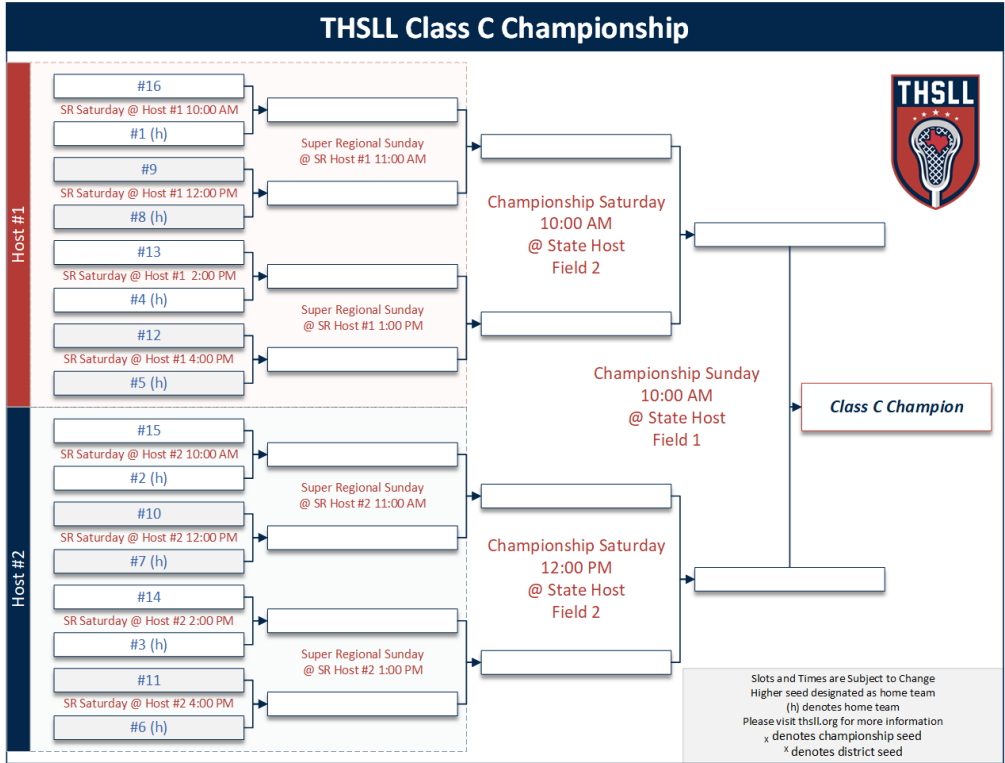 THSLL Class C Championship
THSLL
Host #1
#16
SR Saturday @ Host #1 10:00 AM
#1 (h)
#9
SR Saturday @ Host #1 12:00 PM
#8 (h)
#13
SR Saturday @ Host #1  2:00 PM
#4 (h)
#12
SR Saturday @ Host #1 4:00 PM
#5 (h)
Super Regional Sunday
@ SR Host #1 11:00 AM
Super Regional Sunday
@ SR Host #1 1:00 PM
Championship Saturday
10:00 AM
@ State Host
Field 2
Host #2
#15
SR Saturday @ Host #2 10:00 AM
#2 (h)
#10
SR Saturday @ Host #2 12:00 PM
#7 (h)
#14
SR Saturday @ Host #2 2:00 PM
#3 (h)
#11
SR Saturday @ Host #2 4:00 PM
#6 (h)
Super Regional Sunday
@ SR Host #2 11:00 AM
Super Regional Sunday
@ SR Host #2 1:00 PM
Championship Saturday
12:00 PM
@ State Host
Field 2
Championship Sunday
10:00 AM
@ State Host
Field 1
Class C Champion
Slots and Times are Subject to Change
Higher seed designated as home team
(h) denotes home team
Please visit thsll.org for more information
x denotes championship seed
x denotes district seed